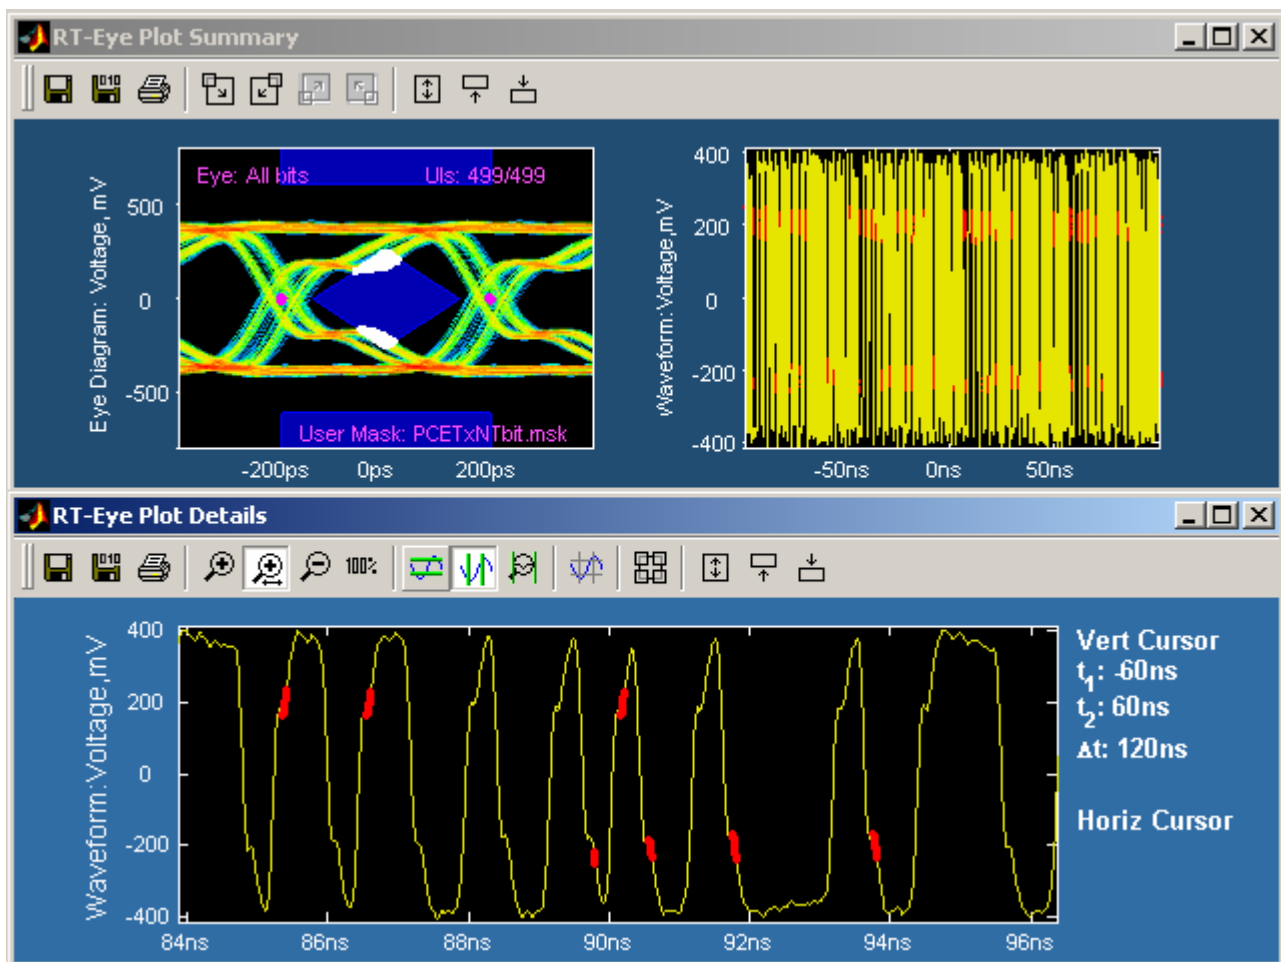 RT-Eye Plot Summary
Eye Diagram: Voltage, mV
500
0
-500
Eye: All bits
UIs: 499/499
User Mask: PCETxNTbit.msk
-200ps
0ps
200ps
Waveform:Voltage,mV
400
200
0
-200
-400
-50ns
0ns
50ns
RT-Eye Plot Details
100%
Waveform:Voltage,mV
400
200
0
-200
-400
84ns
86ns
88ns
90ns
92ns
94ns
96ns
Vert Cursor
t1: -60ns
t2: 60ns
Δt: 120ns
Horiz Cursor